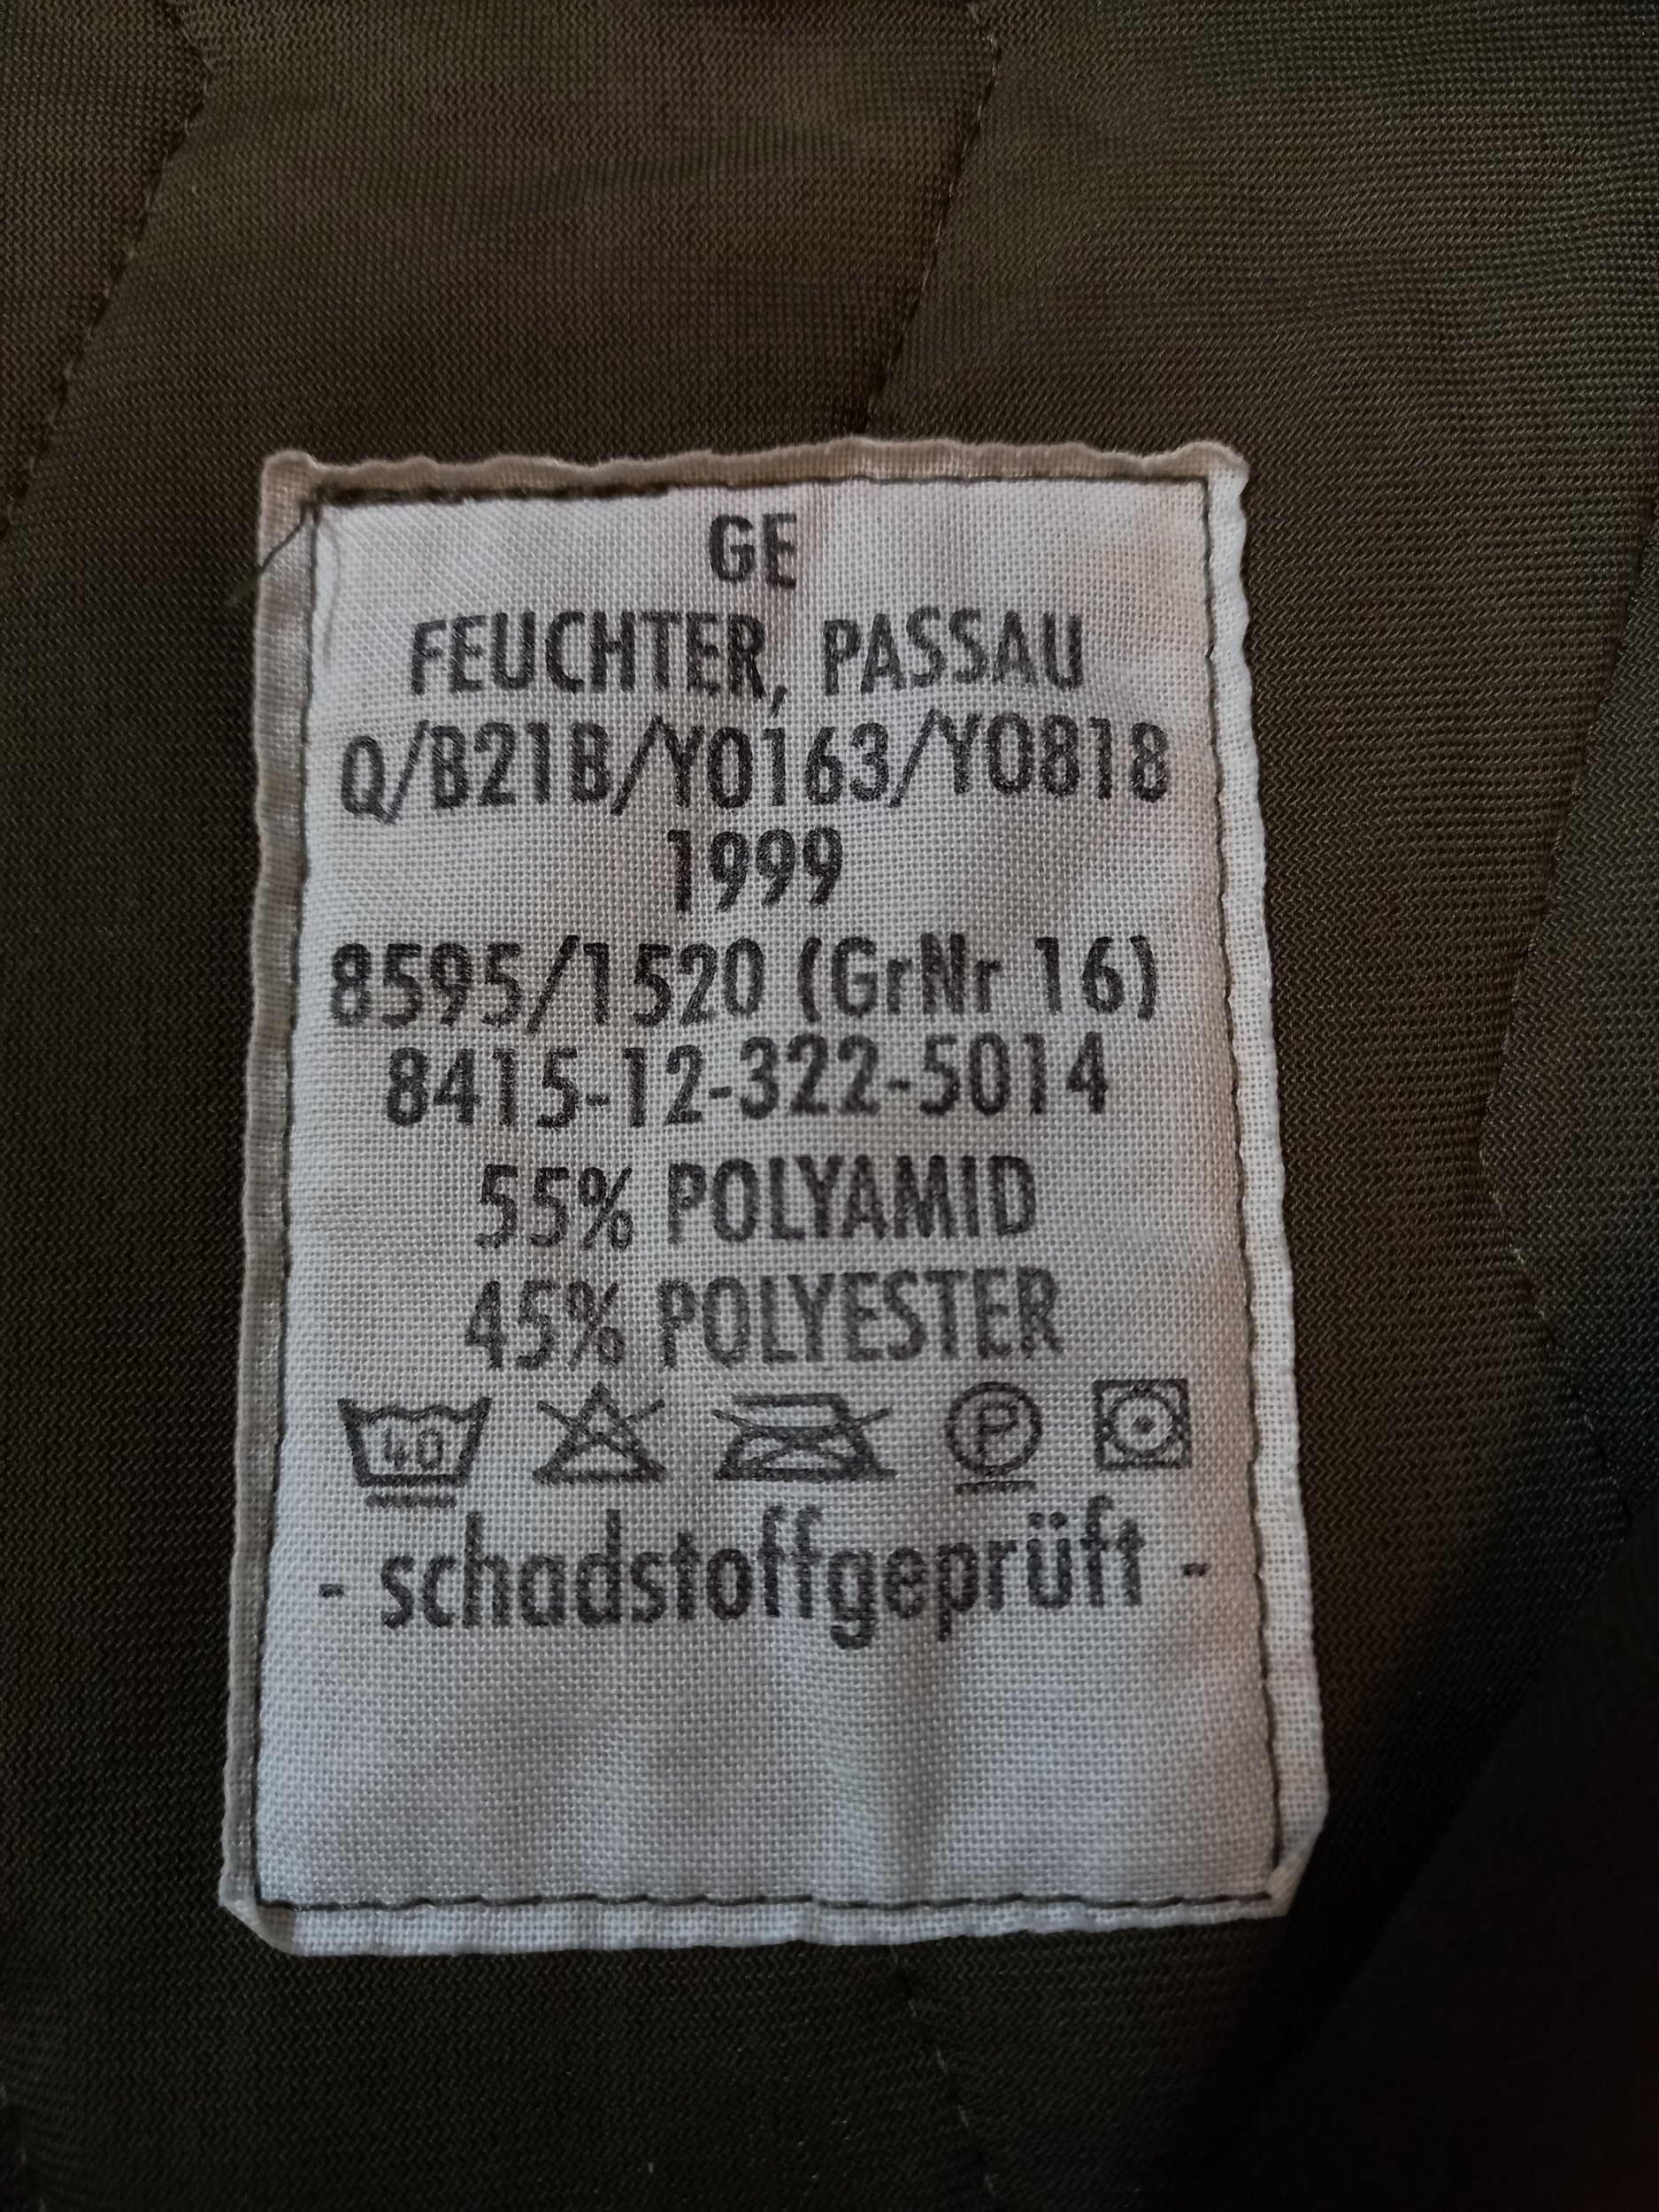 GE
FEUCHTER, PASSAU
Q/B21B/Y0163/Y0818
1999
8595/1520 (GrNr 16)
8415-12-322-5014
55% POLYAMID
45% POLYESTER
40 P
- schadstoffgeprüft -